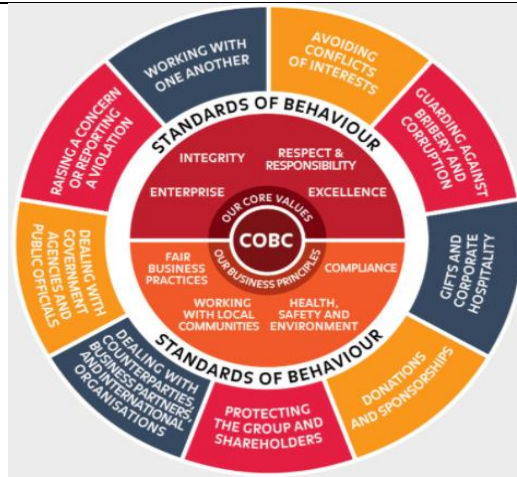 WORKING WITH
ONE ANOTHER
AVOIDING
CONFLICTS
OF INTERESTS
GUARDING AGAINST
BRIBERY AND
CORRUPTION
GIFTS AND
CORPORATE
HOSPITALITY
DONATIONS
AND SPONSORSHIPS
PROTECTING
THE GROUP AND
SHAREHOLDERS
DEALING WITH
COUNTERPARTIES,
BUSINESS PARTNERS,
AND INTERNATIONAL
ORGANISATIONS
DEALING WITH
GOVERNMENT
AGENCIES AND
PUBLIC OFFICIALS
RAISING A CONCERN
OR REPORTING
A VIOLATION
STANDARDS OF BEHAVIOUR
INTEGRITY
RESPECT &
RESPONSIBILITY
ENTERPRISE
EXCELLENCE
OUR CORE VALUES
COBC
OUR BUSINESS PRINCIPLES
FAIR
BUSINESS
PRACTICES
COMPLIANCE
WORKING
WITH LOCAL
COMMUNITIES
HEALTH,
SAFETY AND
ENVIRONMENT
STANDARDS OF BEHAVIOUR